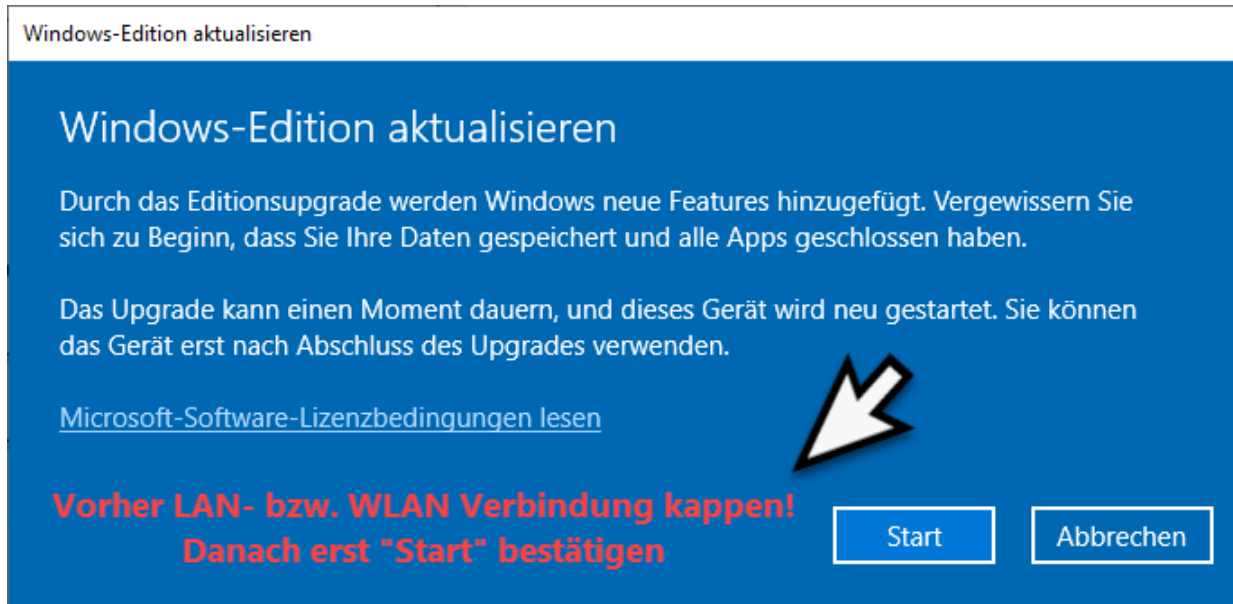 Windows-Edition aktualisieren
Windows-Edition aktualisieren
Durch das Editionsupgrade werden Windows neue Features hinzugefügt. Vergewissern Sie
sich zu Beginn, dass Sie Ihre Daten gespeichert und alle Apps geschlossen haben.
Das Upgrade kann einen Moment dauern, und dieses Gerät wird neu gestartet. Sie können
das Gerät erst nach Abschluss des Upgrades verwenden.
Microsoft-Software-Lizenzbedingungen lesen
Vorher LAN- bzw. WLAN Verbindung kappen!
Danach erst "Start" bestätigen
Start
Abbrechen